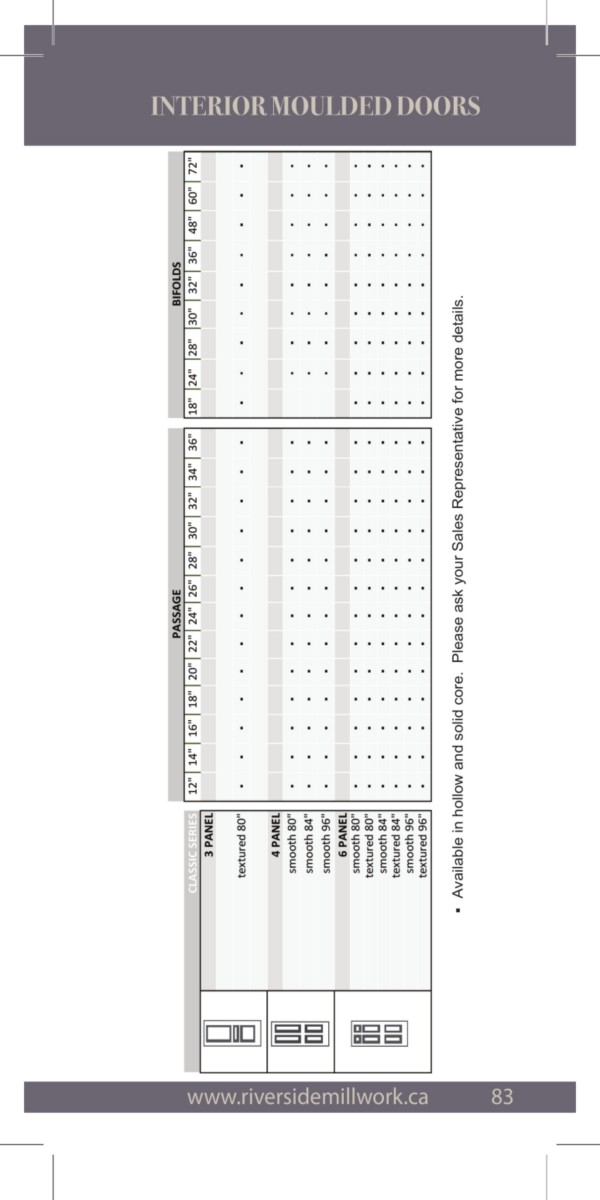 INTERIOR MOULDED DOORS
PASSAGE BIFOLDS
CLASSIC SERIES 12" 14" 16" 18" 20" 22" 24" 26" 28" 30" 32" 34" 36" 18" 24" 28" 30" 32" 36" 48" 60" 72"
3 PANEL
textured 80" • • • • • • • • • • • • • • • • • • • • • •
4 PANEL
smooth 80" • • • • • • • • • • • • • • • • • • • • •
smooth 84" • • • • • • • • • • • • • • • • • • • • •
smooth 96" • • • • • • • • • • • • • • • • • • • • •
6 PANEL
smooth 80" • • • • • • • • • • • • • • • • • • • • • •
textured 80" • • • • • • • • • • • • • • • • • • • • • •
smooth 84" • • • • • • • • • • • • • • • • • • • • • •
textured 84" • • • • • • • • • • • • • • • • • • • • • •
smooth 96" • • • • • • • • • • • • • • • • • • • • • •
textured 96" • • • • • • • • • • • • • • • • • • • • • •
▪ Available in hollow and solid core. Please ask your Sales Representative for more details.
www.riversidemillwork.ca 83